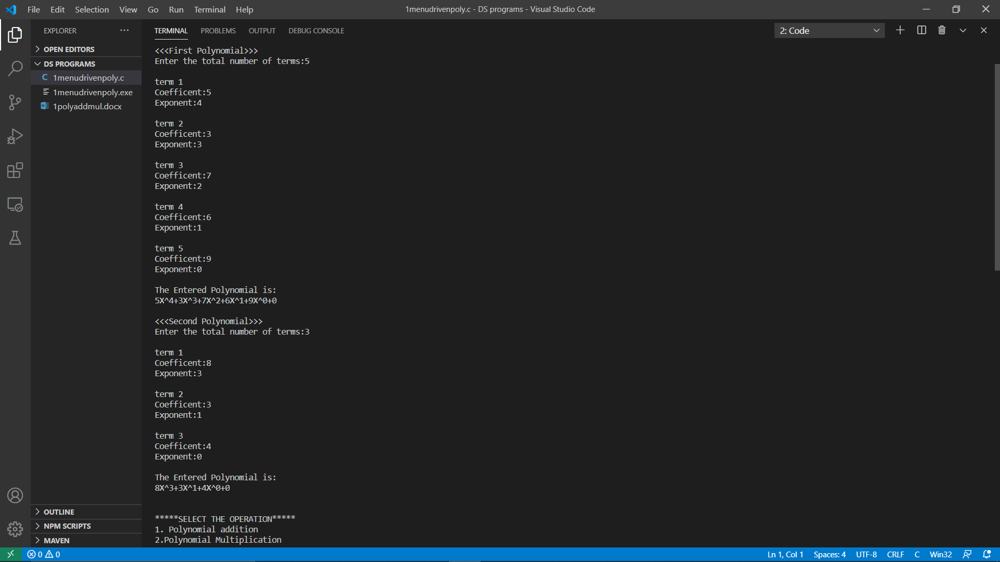 File Edit Selection View Go Run Terminal Help
1menudrivenpoly.c - DS programs - Visual Studio Code
EXPLORER
OPEN EDITORS
DS PROGRAMS
C 1menudrivenpoly.c
1menudrivenpoly.exe
1polyaddmul.docx
OUTLINE
NPM SCRIPTS
MAVEN
TERMINAL PROBLEMS OUTPUT DEBUG CONSOLE
2: Code
<<<First Polynomial>>>
Enter the total number of terms:5
term 1
Coefficent:5
Exponent:4
term 2
Coefficent:3
Exponent:3
term 3
Coefficent:7
Exponent:2
term 4
Coefficent:6
Exponent:1
term 5
Coefficent:9
Exponent:0
The Entered Polynomial is:
5X^4+3X^3+7X^2+6X^1+9X^0+0
<<<Second Polynomial>>>
Enter the total number of terms:3
term 1
Coefficent:8
Exponent:3
term 2
Coefficent:3
Exponent:1
term 3
Coefficent:4
Exponent:0
The Entered Polynomial is:
8X^3+3X^1+4X^0+0
*****SELECT THE OPERATION*****
1. Polynomial addition
2.Polynomial Multiplication
0 0
Ln 1, Col 1 Spaces: 4 UTF-8 CRLF C Win32